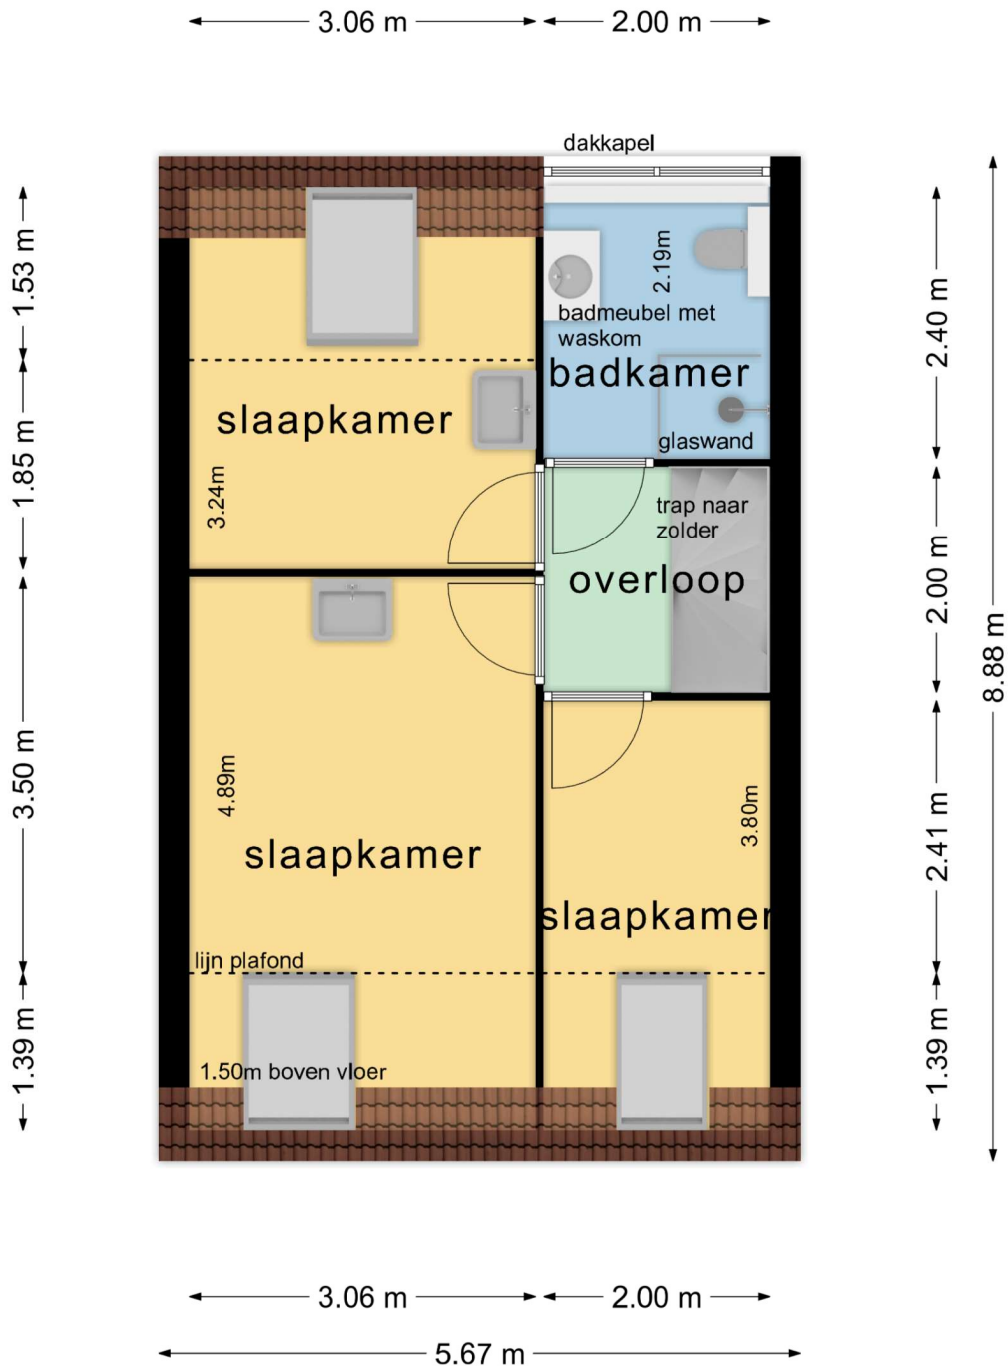 3.06 m
2.00 m
dakkapel
1.53 m
2.19m
2.40 m
badmeubel met
waskom
badkamer
slaapkamer
1.85 m
glaswand
3.24m
trap naar
zolder
2.00 m
overloop
8.88 m
3.50 m
4.89m
3.80m
2.41 m
slaapkamer
slaapkamer
lijn plafond
1.39 m
1.50m boven vloer
1.39 m
3.06 m
2.00 m
5.67 m